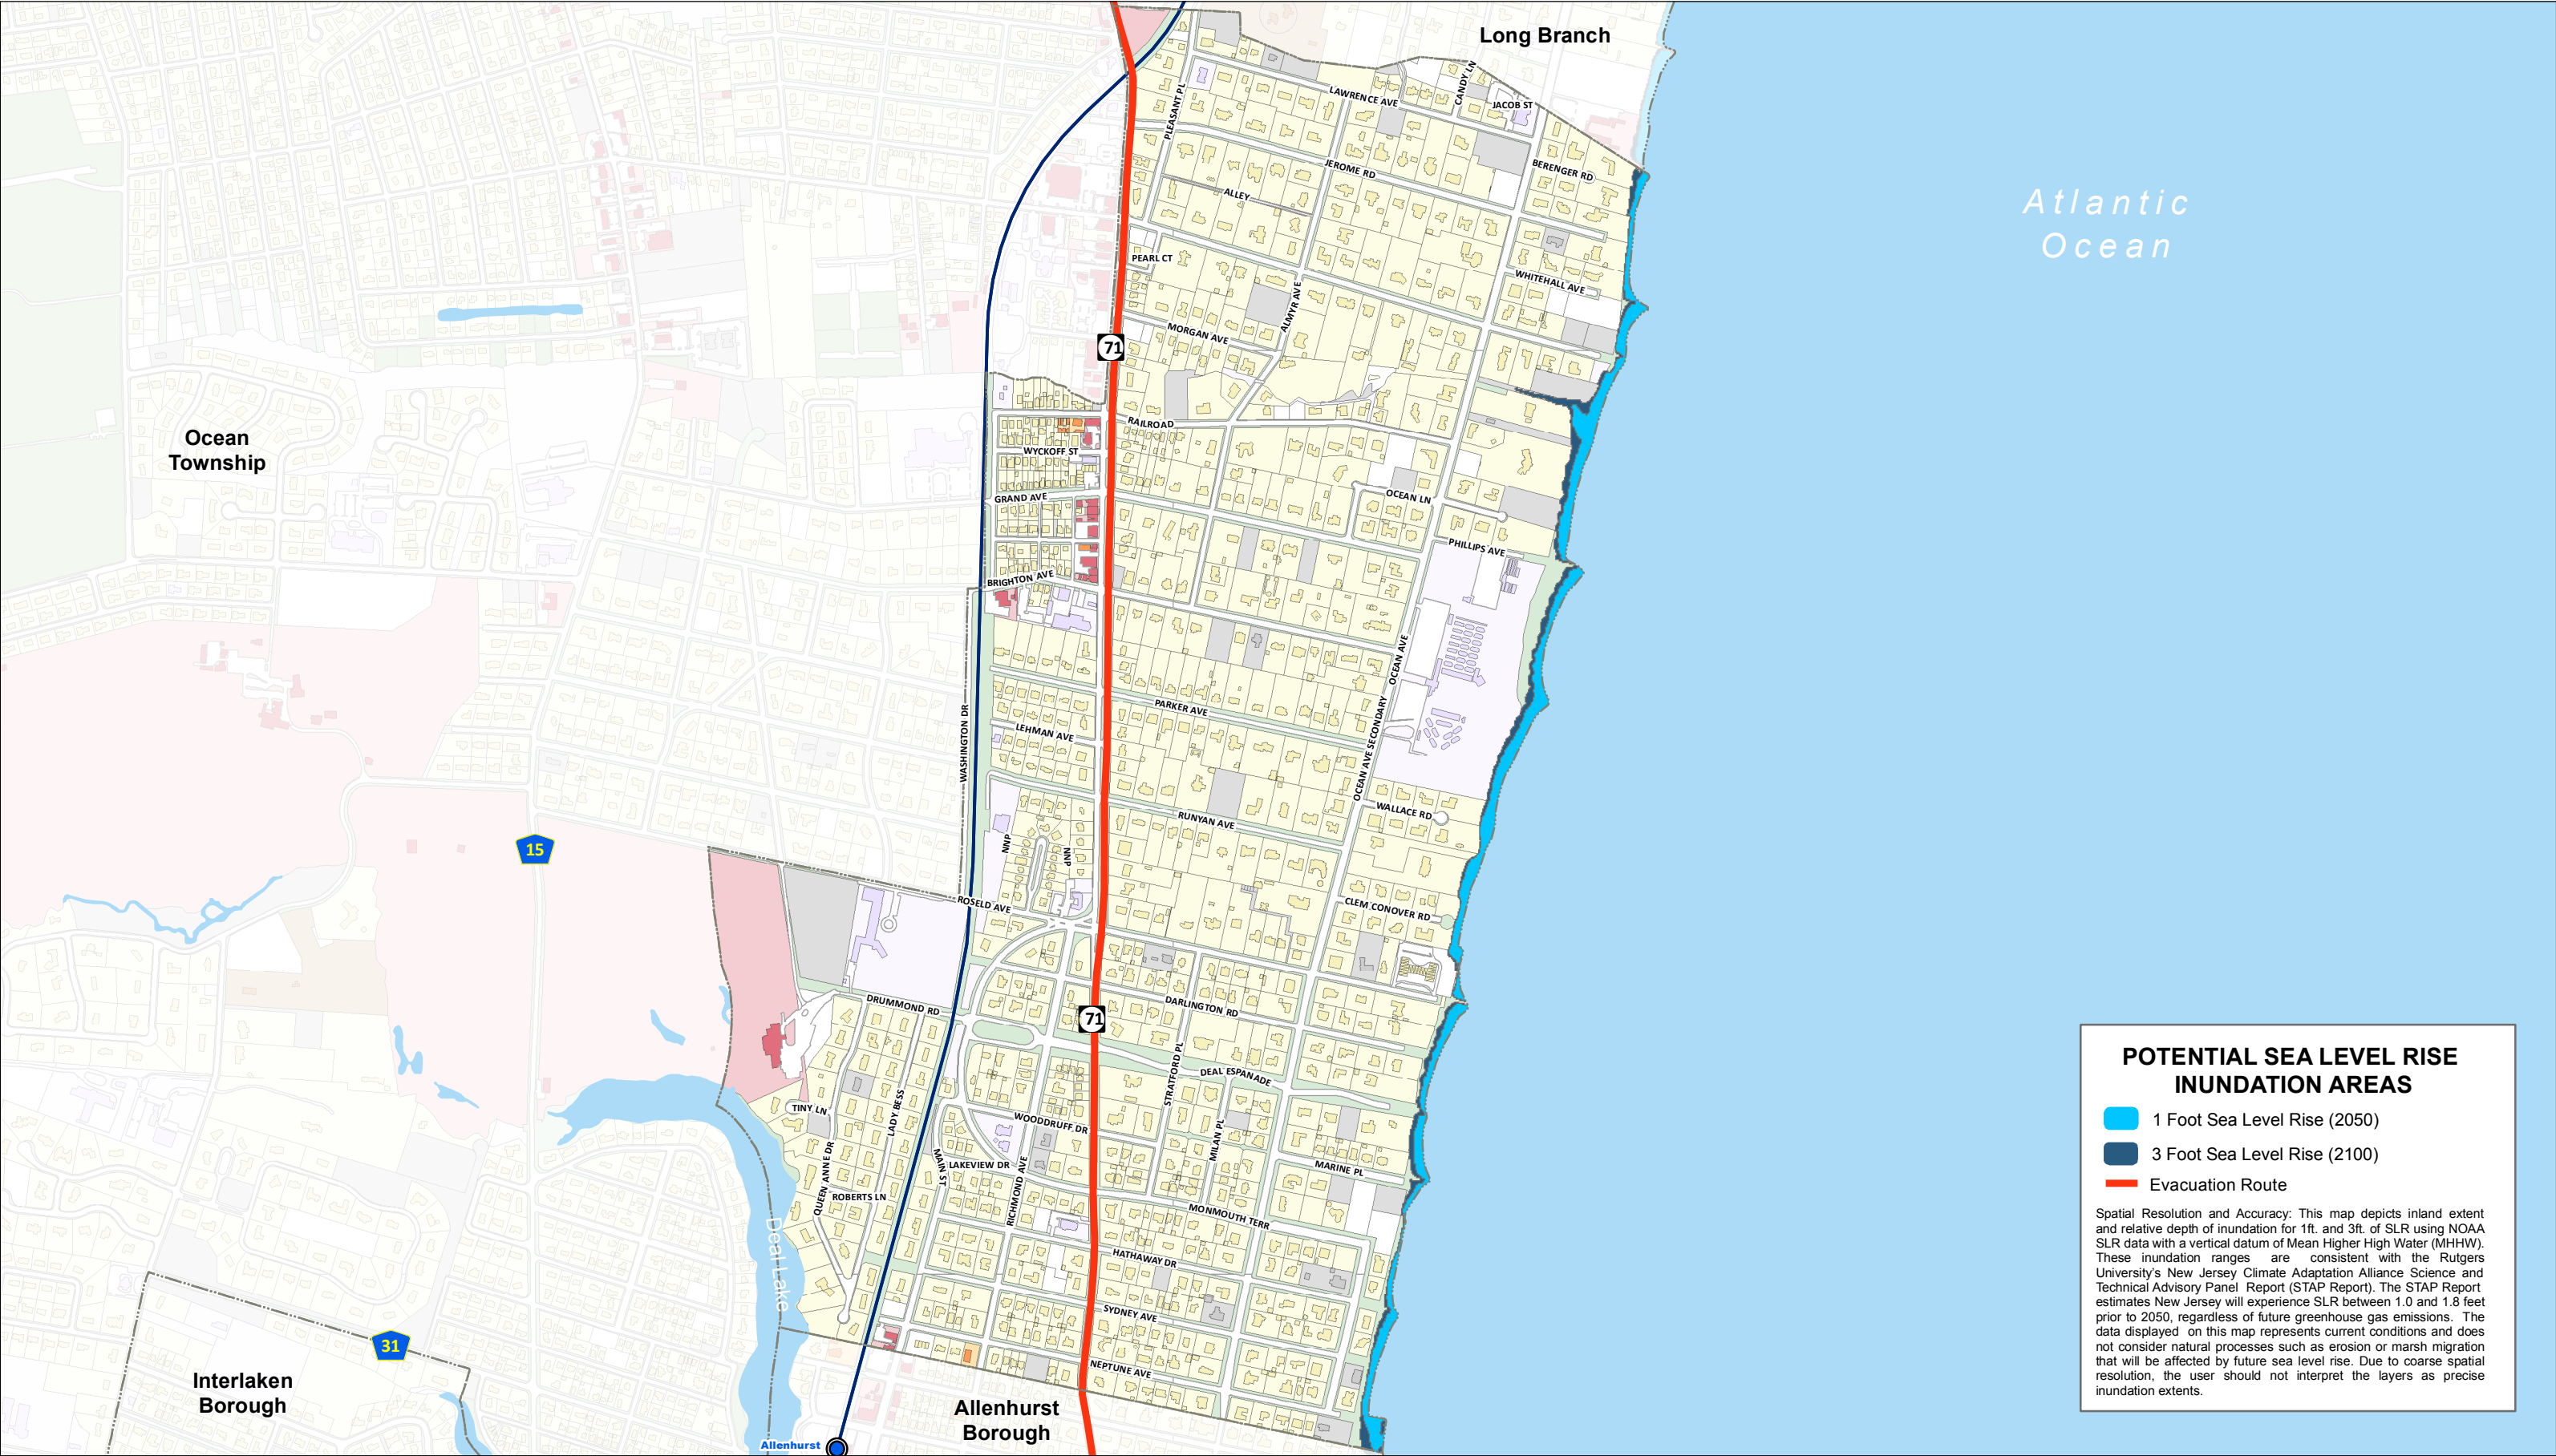 Long Branch
CANDY LN
LAWRENCE AVE
JACOB ST
PLEASANT PL
BERENGER RD
JEROME RD
ALLEY
Atlantic
Ocean
PEARL CT
WHITEHALL AVE
ALMYR AVE
MORGAN AVE
71
RAILROAD
Ocean
Township
WYCKOFF ST
GRAND AVE
OCEAN LN
PHILLIPS AVE
BRIGHTON AVE
OCEAN AVE
PARKER AVE
WASHINGTON DR
LEHMAN AVE
OCEAN AVE SECONDARY
WALLACE RD
RUNYAN AVE
15
NNP
NNP
ROSELD AVE
CLEM CONOVER RD
DRUMMOND RD
DARLINGTON RD
71
STRATFORD PL
DEAL ESPANADE
TINY LN
LADY BESS
WOODDRUFF DR
MILAN PL
QUEEN ANNE DR
MAIN ST
LAKEVIEW DR
RICHMOND AVE
MARINE PL
ROBERTS LN
MONMOUTH TERR
Deal Lake
HATHAWAY DR
SYDNEY AVE
31
NEPTUNE AVE
Interlaken
Borough
Allenhurst
Borough
Allenhurst
POTENTIAL SEA LEVEL RISE
INUNDATION AREAS
1 Foot Sea Level Rise (2050)
3 Foot Sea Level Rise (2100)
Evacuation Route
Spatial Resolution and Accuracy: This map depicts inland extent
and relative depth of inundation for 1ft. and 3ft. of SLR using NOAA
SLR data with a vertical datum of Mean Higher High Water (MHHW).
These inundation ranges are consistent with the Rutgers
University's New Jersey Climate Adaptation Alliance Science and
Technical Advisory Panel Report (STAP Report). The STAP Report
estimates New Jersey will experience SLR between 1.0 and 1.8 feet
prior to 2050, regardless of future greenhouse gas emissions. The
data displayed on this map represents current conditions and does
not consider natural processes such as erosion or marsh migration
that will be affected by future sea level rise. Due to coarse spatial
resolution, the user should not interpret the layers as precise
inundation extents.